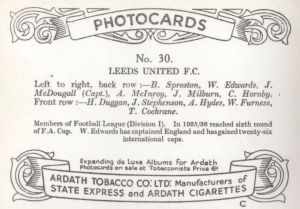 PHOTOCARDS
No. 30.
LEEDS UNITED F.C.
Left to right, back row :—B. Sproston, W. Edwards, J.
McDougall (Capt.), A. McInroy, J. Milburn, C. Hornby.
Front row :—H. Duggan, J. Stephenson, A. Hydes, W. Furness,
T. Cochrane.
Members of Football League (Division I). In 1935/36 reached sixth round
of F.A. Cup. W. Edwards has captained England and has gained twenty-six
international caps.
Expanding de Luxe Albums for Ardath
Photocards on sale at Tobacconists Price 6d
ARDATH TOBACCO CO: LTD: Manufacturers of
STATE EXPRESS and ARDATH CIGARETTES
C